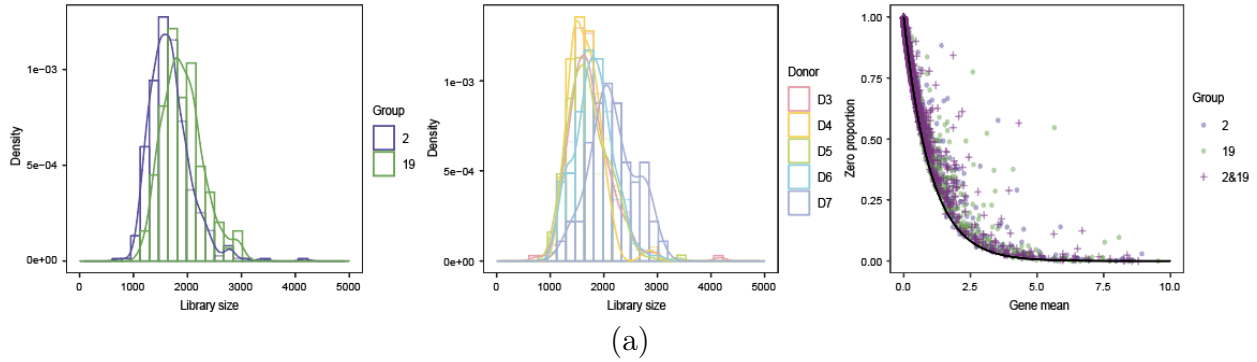 Density
1e−03
5e−04
0e+00
0 1000 2000 3000 4000 5000
Library size
Group
2
19
Density
1e−03
5e−04
0e+00
0 1000 2000 3000 4000 5000
Library size
Donor
D3
D4
D5
D6
D7
Zero proportion
1.00
0.75
0.50
0.25
0.00
0.0 2.5 5.0 7.5 10.0
Gene mean
Group
2
19
2&19
(a)